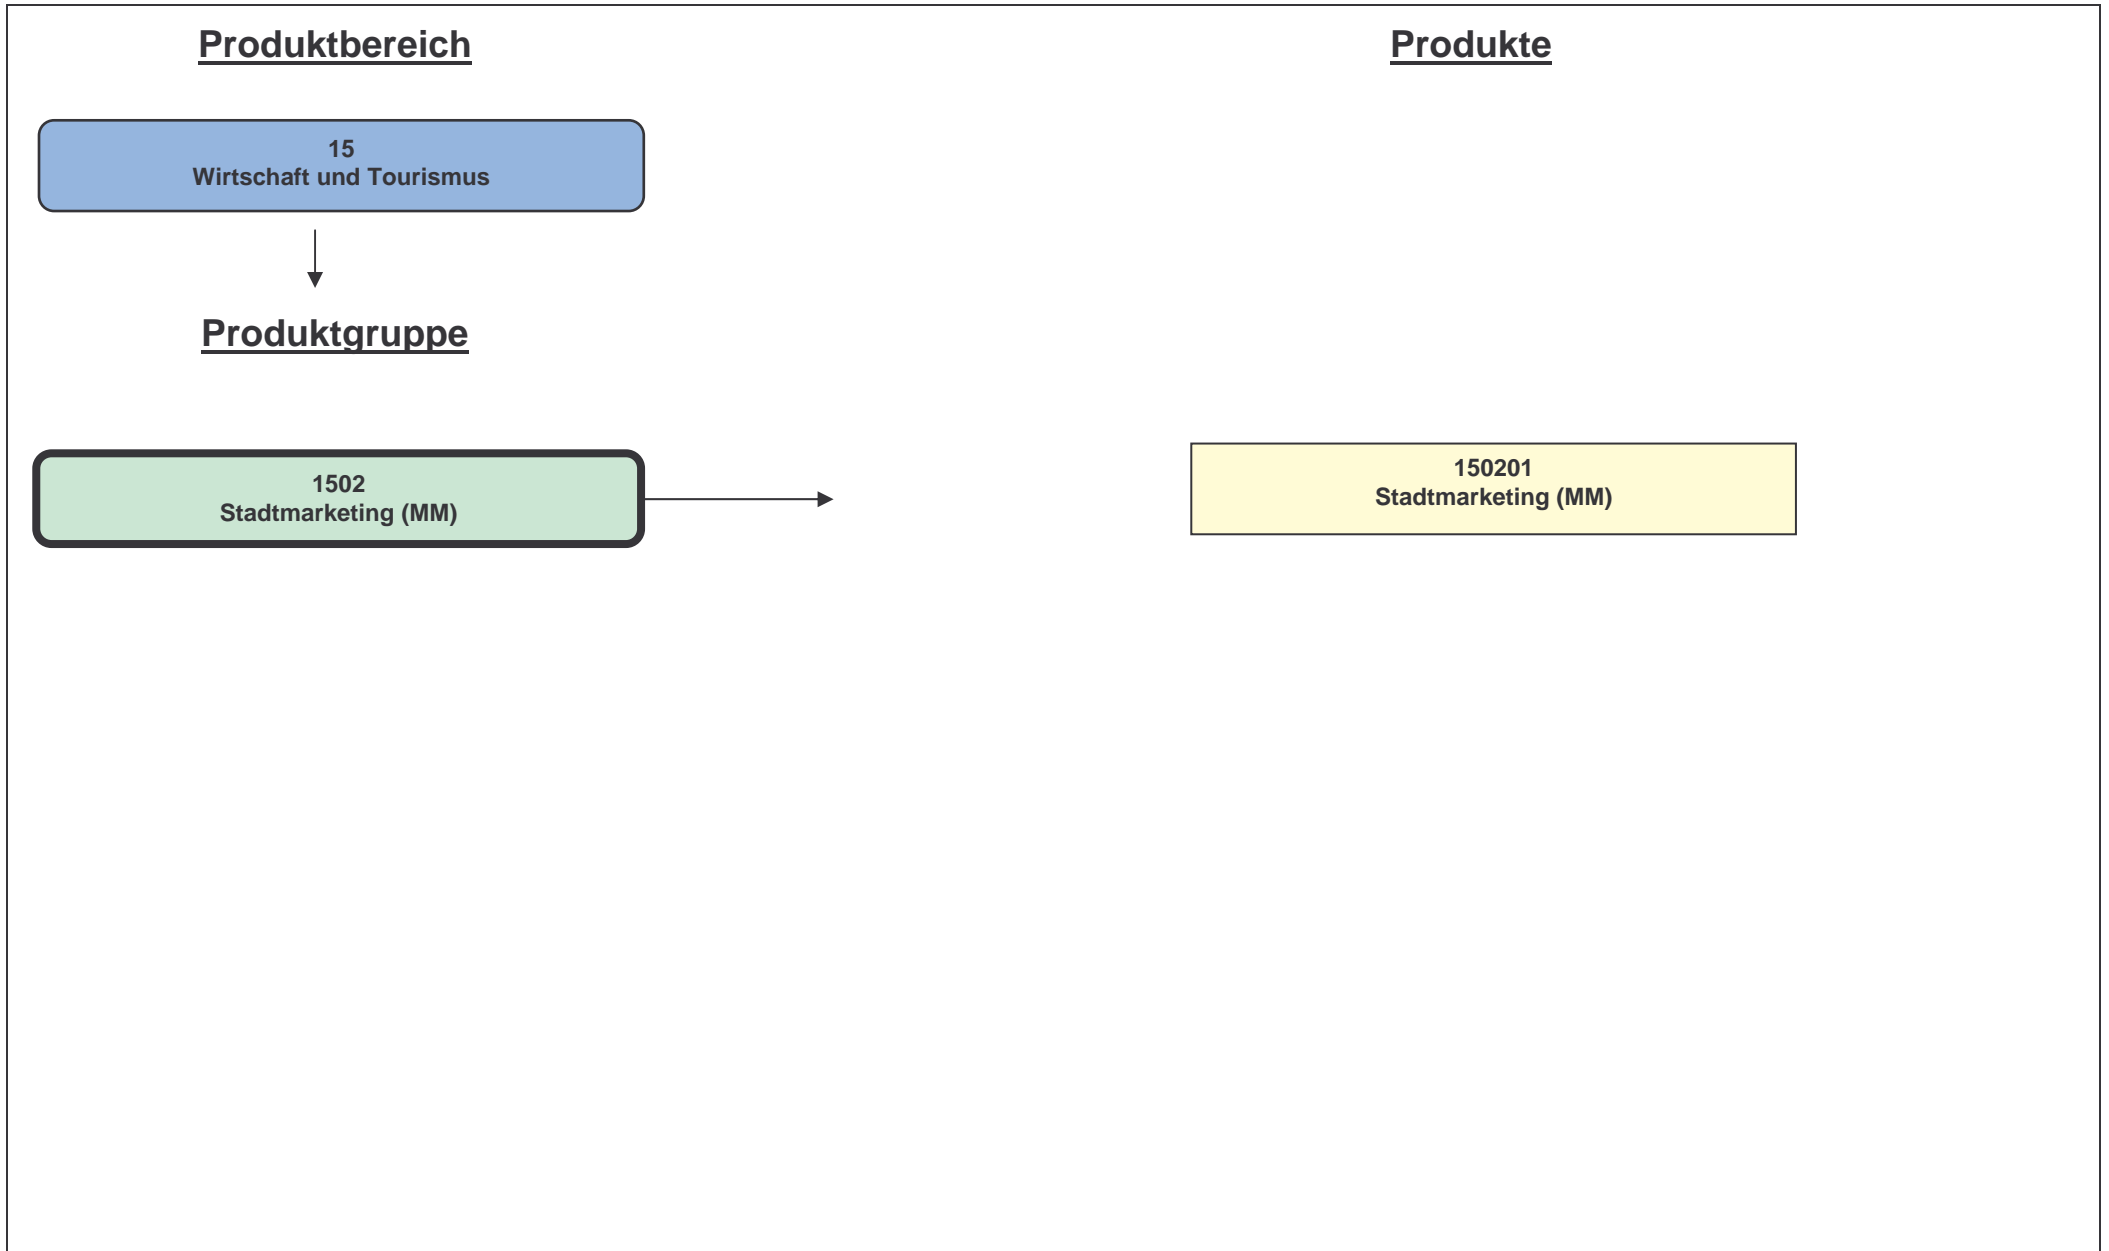 Produktbereich
Produkte
15
Wirtschaft und Tourismus
Produktgruppe
1502
Stadtmarketing (MM)
150201
Stadtmarketing (MM)